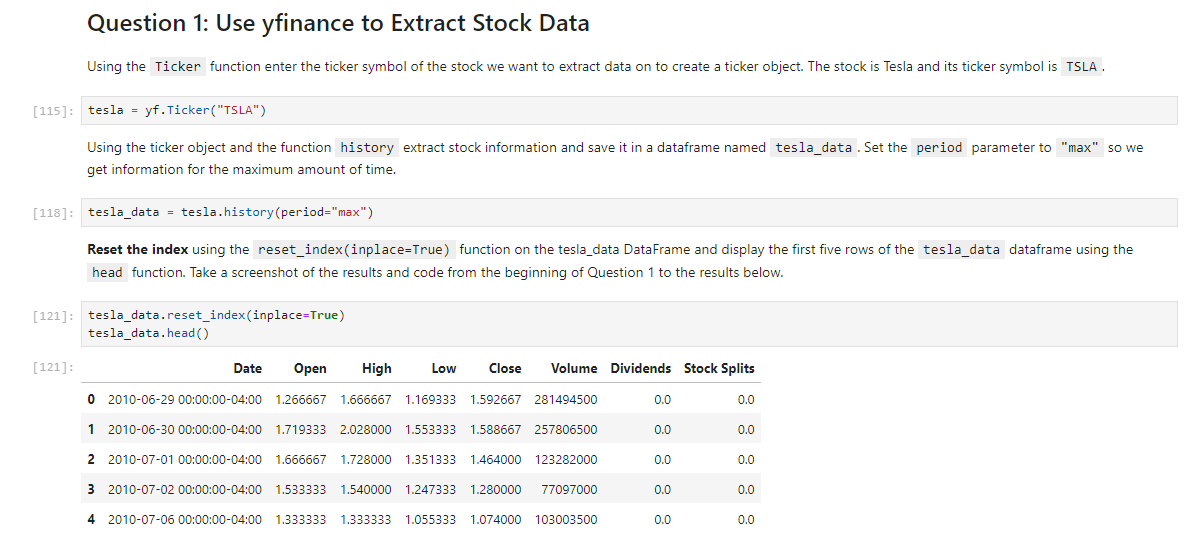 Question 1: Use yfinance to Extract Stock Data
Using the Ticker function enter the ticker symbol of the stock we want to extract data on to create a ticker object. The stock is Tesla and its ticker symbol is TSLA .
[115]: tesla = yf.Ticker("TSLA")
Using the ticker object and the function history extract stock information and save it in a dataframe named tesla_data . Set the period parameter to "max" so we
get information for the maximum amount of time.
[118]: tesla_data = tesla.history(period="max")
Reset the index using the reset_index(inplace=True) function on the tesla_data DataFrame and display the first five rows of the tesla_data dataframe using the
head function. Take a screenshot of the results and code from the beginning of Question 1 to the results below.
[121]: tesla_data.reset_index(inplace=True)
tesla_data.head()
[121]: Date Open High Low Close Volume Dividends Stock Splits
0 2010-06-29 00:00:00-04:00 1.266667 1.666667 1.169333 1.592667 281494500 0.0 0.0
1 2010-06-30 00:00:00-04:00 1.719333 2.028000 1.553333 1.588667 257806500 0.0 0.0
2 2010-07-01 00:00:00-04:00 1.666667 1.728000 1.351333 1.464000 123282000 0.0 0.0
3 2010-07-02 00:00:00-04:00 1.533333 1.540000 1.247333 1.280000 77097000 0.0 0.0
4 2010-07-06 00:00:00-04:00 1.333333 1.333333 1.055333 1.074000 103003500 0.0 0.0